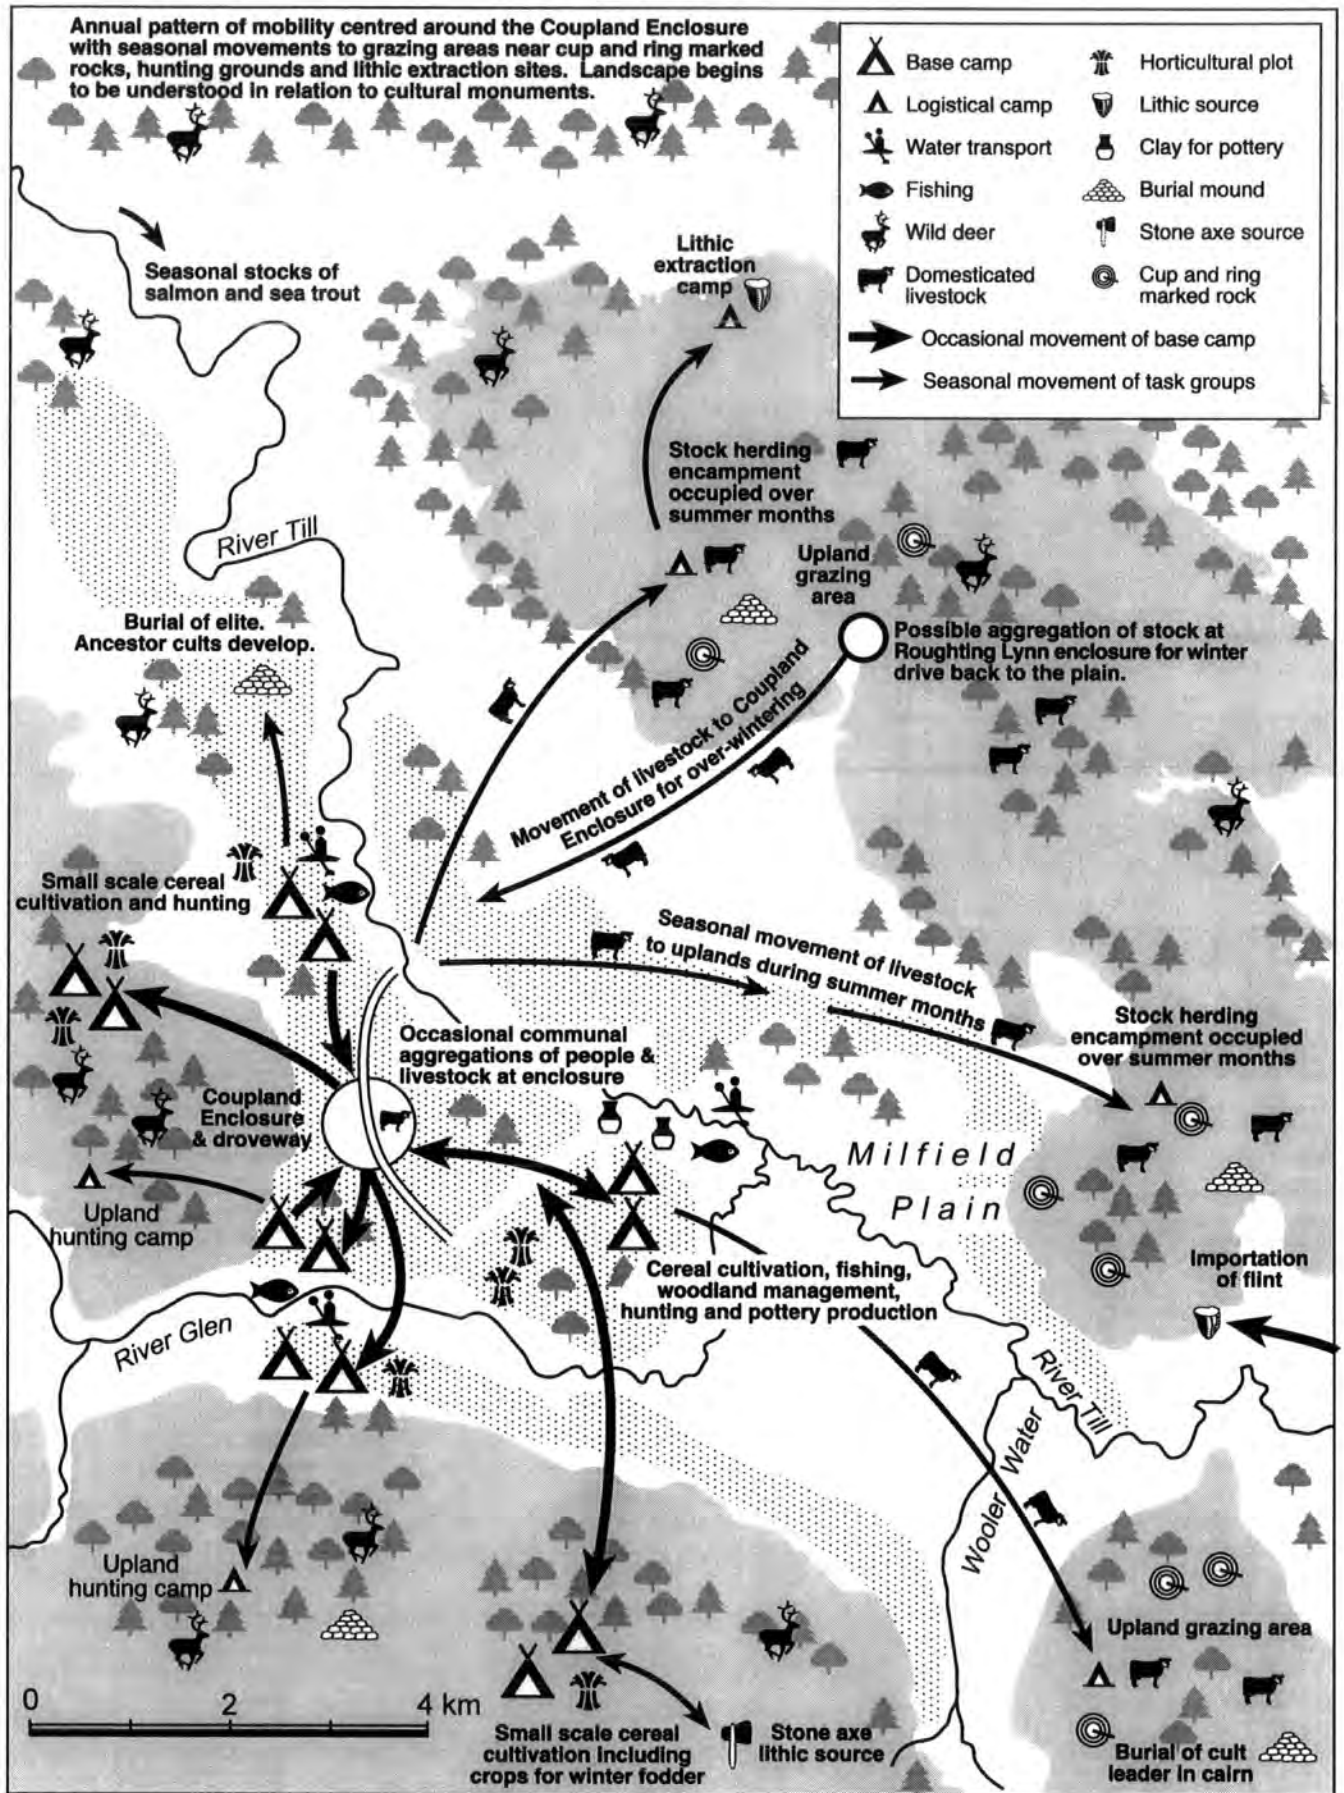 Annual pattern of mobility centred around the Coupland Enclosure
with seasonal movements to grazing areas near cup and ring marked
rocks, hunting grounds and lithic extraction sites. Landscape begins
to be understood in relation to cultural monuments.
Base camp
Logistical camp
Water transport
Fishing
Wild deer
Domesticated
livestock
Horticultural plot
Lithic source
Clay for pottery
Burial mound
Stone axe source
Cup and ring
marked rock
Occasional movement of base camp
Seasonal movement of task groups
Seasonal stocks of
salmon and sea trout
Lithic
extraction
camp
Stock herding
encampment
occupied over
summer months
River Till
Upland
grazing
area
Burial of elite.
Ancestor cults develop.
Possible aggregation of stock at
Roughting Lynn enclosure for winter
drive back to the plain.
Movement of livestock to Coupland
Enclosure for over-wintering
Small scale cereal
cultivation and hunting
Seasonal movement of livestock
to uplands during summer months
Occasional communal
aggregations of people &
livestock at enclosure
Stock herding
encampment occupied
over summer months
Coupland
Enclosure
& droveway
Milfield
Plain
Upland
hunting camp
Importation
of flint
Cereal cultivation, fishing,
woodland management,
hunting and pottery production
River Glen
River Till
Wooler Water
Upland
hunting camp
Upland grazing area
0 2 4 km
Small scale cereal
cultivation including
crops for winter fodder
Stone axe
lithic source
Burial of cult
leader in cairn